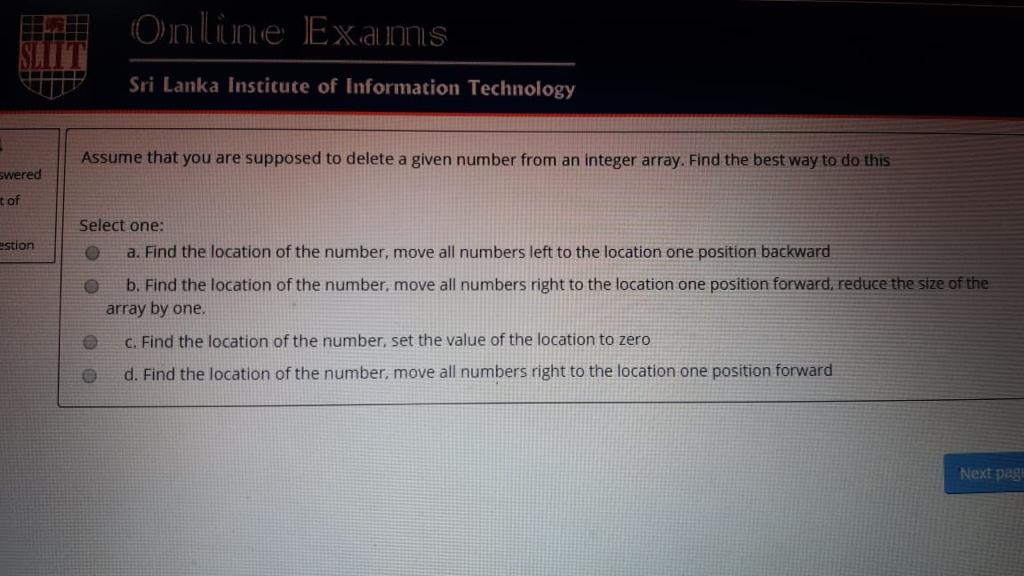 SLIIT
Online Exams
Sri Lanka Institute of Information Technology
swered
t of
estion
Assume that you are supposed to delete a given number from an integer array. Find the best way to do this
Select one:
a. Find the location of the number, move all numbers left to the location one position backward
b. Find the location of the number, move all numbers right to the location one position forward, reduce the size of the
array by one.
c. Find the location of the number, set the value of the location to zero
d. Find the location of the number, move all numbers right to the location one position forward
Next pag